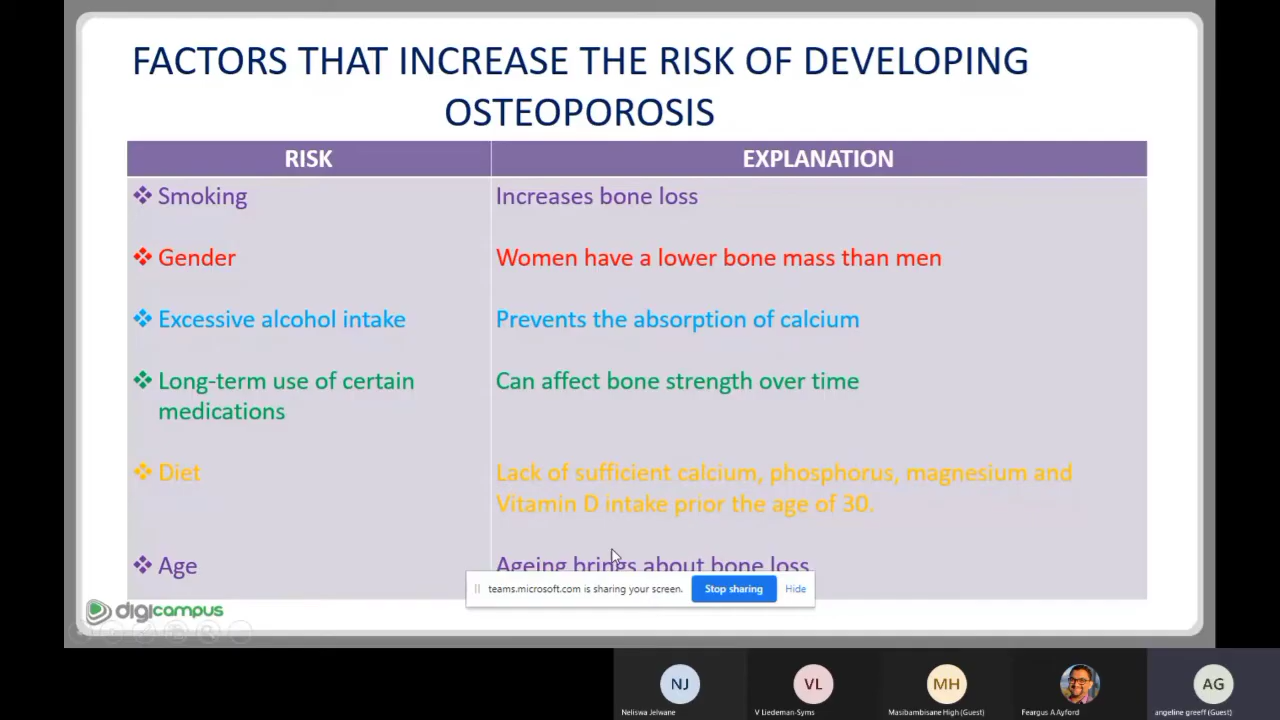 FACTORS THAT INCREASE THE RISK OF DEVELOPING
OSTEOPOROSIS
RISK
EXPLANATION
Smoking
Increases bone loss
Gender
Women have a lower bone mass than men
Excessive alcohol intake
Prevents the absorption of calcium
Long-term use of certain
medications
Can affect bone strength over time
Diet
Lack of sufficient calcium, phosphorus, magnesium and
Vitamin D intake prior the age of 30.
Age
Ageing brings about bone loss
teams.microsoft.com is sharing your screen.
Stop sharing
Hide
digicampus
NJ
Neliswa Jelwane
VL
V Liedeman-Syms
MH
Masibambisane High (Guest)
Feargus A Ayford
AG
angeline greeff (Guest)